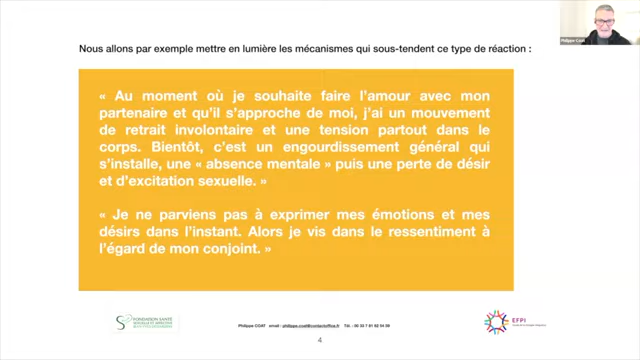 Philippe COAT
Nous allons par exemple mettre en lumière les mécanismes qui sous-tendent ce type de réaction :
« Au moment où je souhaite faire l'amour avec mon
partenaire et qu'il s'approche de moi, j'ai un mouvement
de retrait involontaire et une tension partout dans le
corps. Bientôt, c'est un engourdissement général qui
s'installe, une « absence mentale » puis une perte de désir
et d'excitation sexuelle. »
« Je ne parviens pas à exprimer mes émotions et mes
désirs dans l'instant. Alors je vis dans le ressentiment à
l'égard de mon conjoint. »
FONDATION SANTÉ
SEXUELLE ET AFFECTIVE
Philippe COAT email : philippe.coat@contactoffice.fr Tél. : 06 33 7
EFPI
4